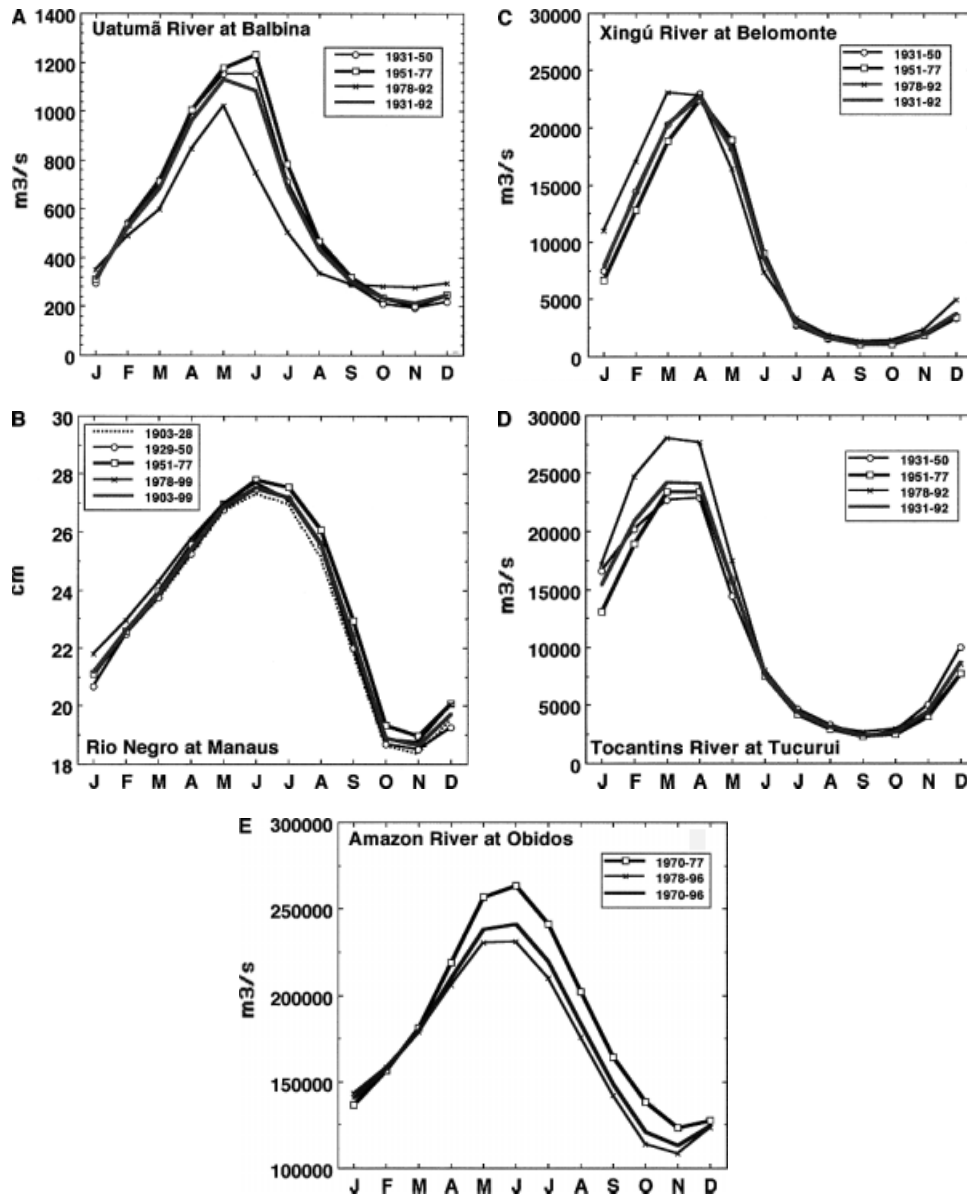 A
Uatumã River at Balbina
1931-50
1951-77
1978-92
1931-92
m3/s
1400
1200
1000
800
600
400
200
0
J F M A M J J A S O N D
B
1903-28
1929-50
1951-77
1978-99
1903-99
cm
30
28
26
24
22
20
18
Rio Negro at Manaus
J F M A M J J A S O N D
C
Xingú River at Belomonte
1931-50
1951-77
1978-92
1931-92
m3/s
30000
25000
20000
15000
10000
5000
0
J F M A M J J A S O N D
D
1931-50
1951-77
1978-92
1931-92
m3/s
30000
25000
20000
15000
10000
5000
0
Tocantins River at Tucurui
J F M A M J J A S O N D
E
Amazon River at Obidos
1970-77
1978-96
1970-96
m3/s
300000
250000
200000
150000
100000
J F M A M J J A S O N D